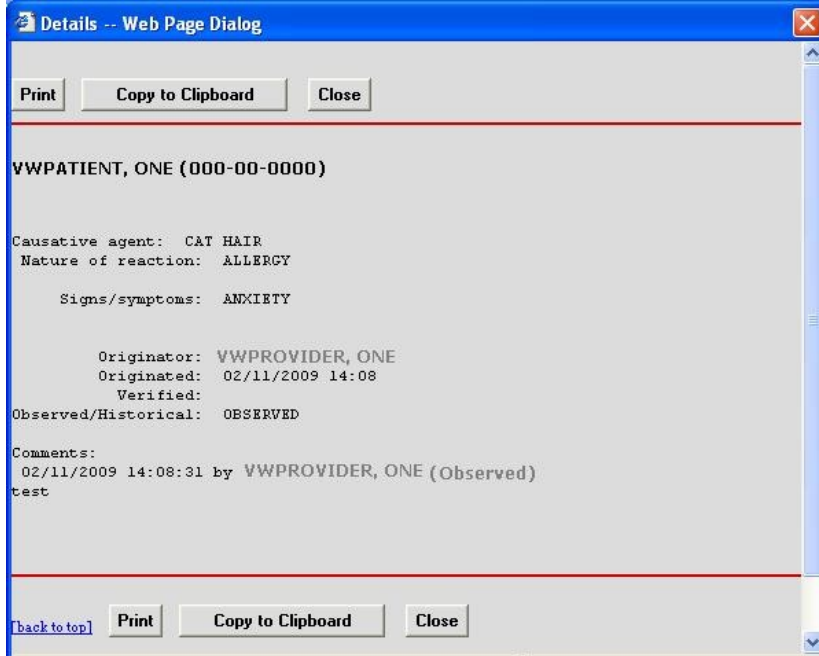 Details -- Web Page Dialog
Print Copy to Clipboard Close
VWPATIENT, ONE (000-00-0000)
Causative agent: CAT HAIR
Nature of reaction: ALLERGY
Signs/symptoms: ANXIETY
Originator: VWPROVIDER, ONE
Originated: 02/11/2009 14:08
Verified:
Observed/Historical: OBSERVED
Comments:
02/11/2009 14:08:31 by VWPROVIDER, ONE (Observed)
test
[back to top] Print Copy to Clipboard Close